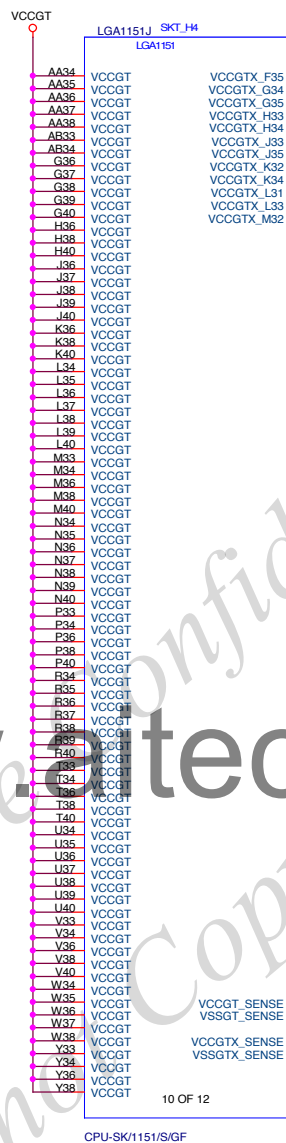 VCCGT
LGA1151J SKT_H4
LGA1151
AA34 VCCGT VCCGTX_F35
AA35 VCCGT VCCGTX_G34
AA36 VCCGT VCCGTX_G35
AA37 VCCGT VCCGTX_H33
AA38 VCCGT VCCGTX_H34
AB33 VCCGT VCCGTX_J33
AB34 VCCGT VCCGTX_J35
G36 VCCGT VCCGTX_K32
G37 VCCGT VCCGTX_K34
G38 VCCGT VCCGTX_L31
G39 VCCGT VCCGTX_L33
G40 VCCGT VCCGTX_M32
H36 VCCGT
H38 VCCGT
H40 VCCGT
J36 VCCGT
J37 VCCGT
J38 VCCGT
J39 VCCGT
J40 VCCGT
K36 VCCGT
K38 VCCGT
K40 VCCGT
L34 VCCGT
L35 VCCGT
L36 VCCGT
L37 VCCGT
L38 VCCGT
L39 VCCGT
L40 VCCGT
M33 VCCGT
M34 VCCGT
M36 VCCGT
M38 VCCGT
M40 VCCGT
N34 VCCGT
N35 VCCGT
N36 VCCGT
N37 VCCGT
N38 VCCGT
N39 VCCGT
N40 VCCGT
P33 VCCGT
P34 VCCGT
P36 VCCGT
P38 VCCGT
P40 VCCGT
R34 VCCGT
R35 VCCGT
R36 VCCGT
R37 VCCGT
R38 VCCGT
R39 VCCGT
R40 VCCGT
T33 VCCGT
T34 VCCGT
T36 VCCGT
T38 VCCGT
T40 VCCGT
U34 VCCGT
U35 VCCGT
U36 VCCGT
U37 VCCGT
U38 VCCGT
U39 VCCGT
U40 VCCGT
V33 VCCGT
V34 VCCGT
V36 VCCGT
V38 VCCGT
V40 VCCGT
W34 VCCGT
W35 VCCGT VCCGT_SENSE
W36 VCCGT VSSGT_SENSE
W37 VCCGT
W38 VCCGT VCCGTX_SENSE
Y33 VCCGT VSSGTX_SENSE
Y34 VCCGT
Y36 VCCGT
Y38 VCCGT
10 OF 12
CPU-SK/1151/S/GF